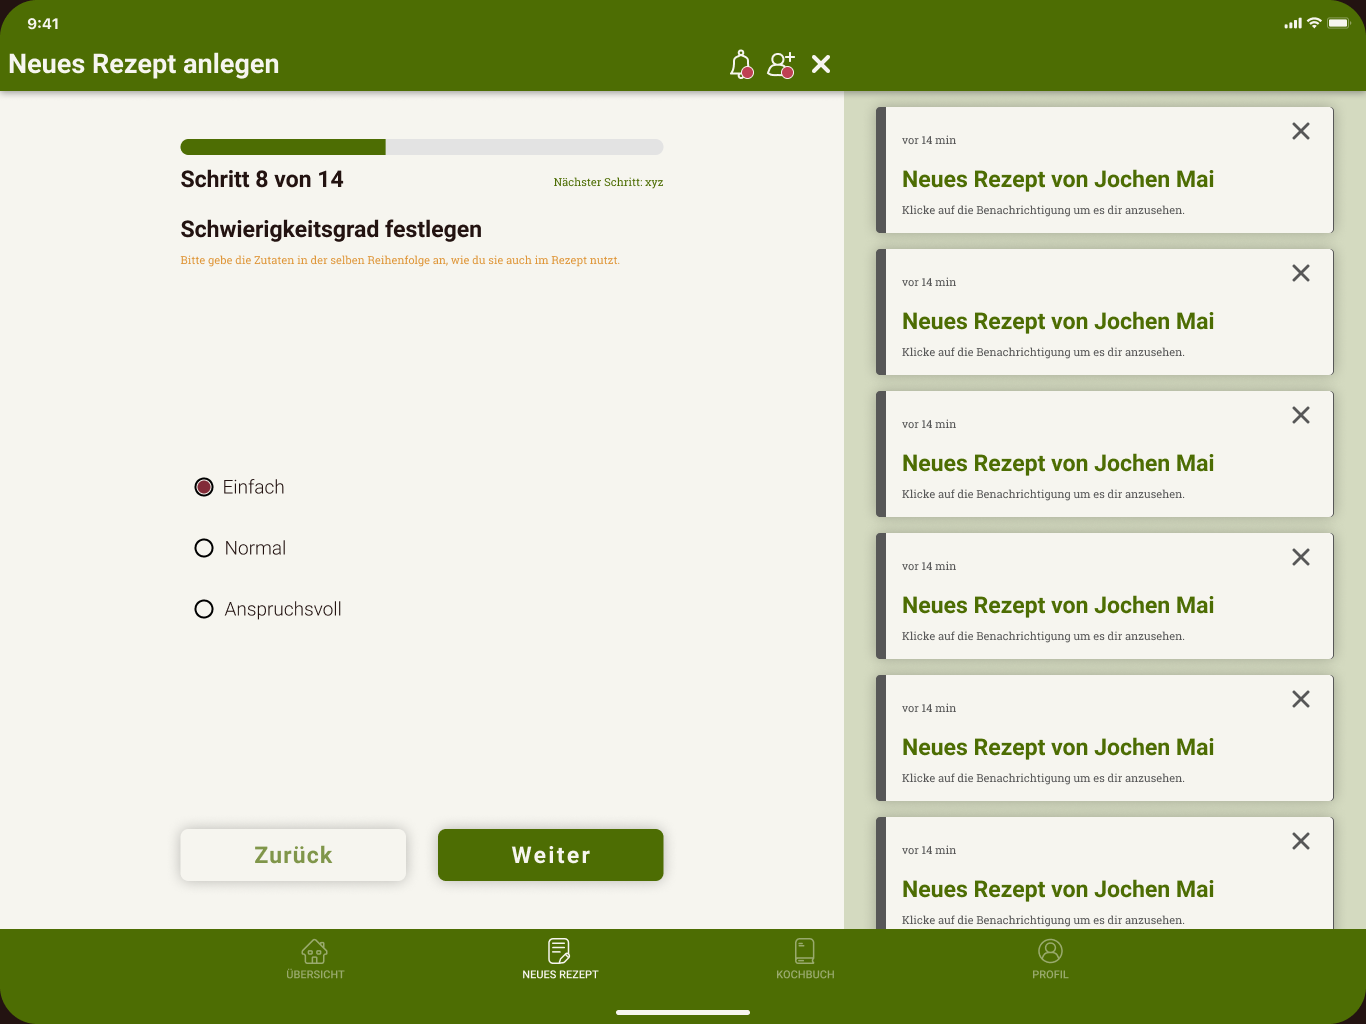 9:41
Neues Rezept anlegen
Schritt 8 von 14
Nächster Schritt: xyz
Schwierigkeitsgrad festlegen
Bitte gebe die Zutaten in der selben Reihenfolge an, wie du sie auch im Rezept nutzt.
Einfach
Normal
Anspruchsvoll
Zurück
Weiter
vor 14 min
Neues Rezept von Jochen Mai
Klicke auf die Benachrichtigung um es dir anzusehen.
vor 14 min
Neues Rezept von Jochen Mai
Klicke auf die Benachrichtigung um es dir anzusehen.
vor 14 min
Neues Rezept von Jochen Mai
Klicke auf die Benachrichtigung um es dir anzusehen.
vor 14 min
Neues Rezept von Jochen Mai
Klicke auf die Benachrichtigung um es dir anzusehen.
vor 14 min
Neues Rezept von Jochen Mai
Klicke auf die Benachrichtigung um es dir anzusehen.
vor 14 min
Neues Rezept von Jochen Mai
Klicke auf die Benachrichtigung um es dir anzusehen.
ÜBERSICHT
NEUES REZEPT
KOCHBUCH
PROFIL